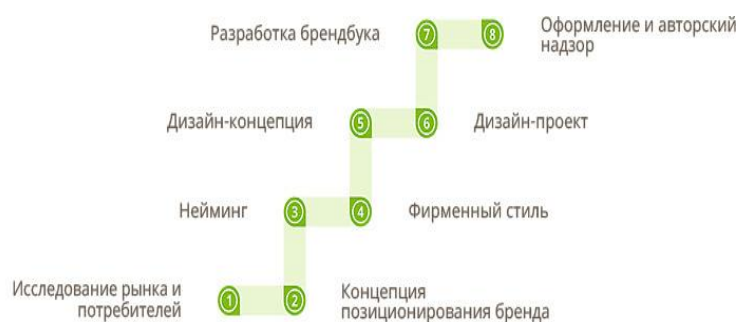 Разработка брендбука
7
8
Оформление и авторский
надзор
Дизайн-концепция
5
6
Дизайн-проект
Нейминг
3
4
Фирменный стиль
Исследование рынка и
потребителей
1
2
Концепция
позиционирования бренда